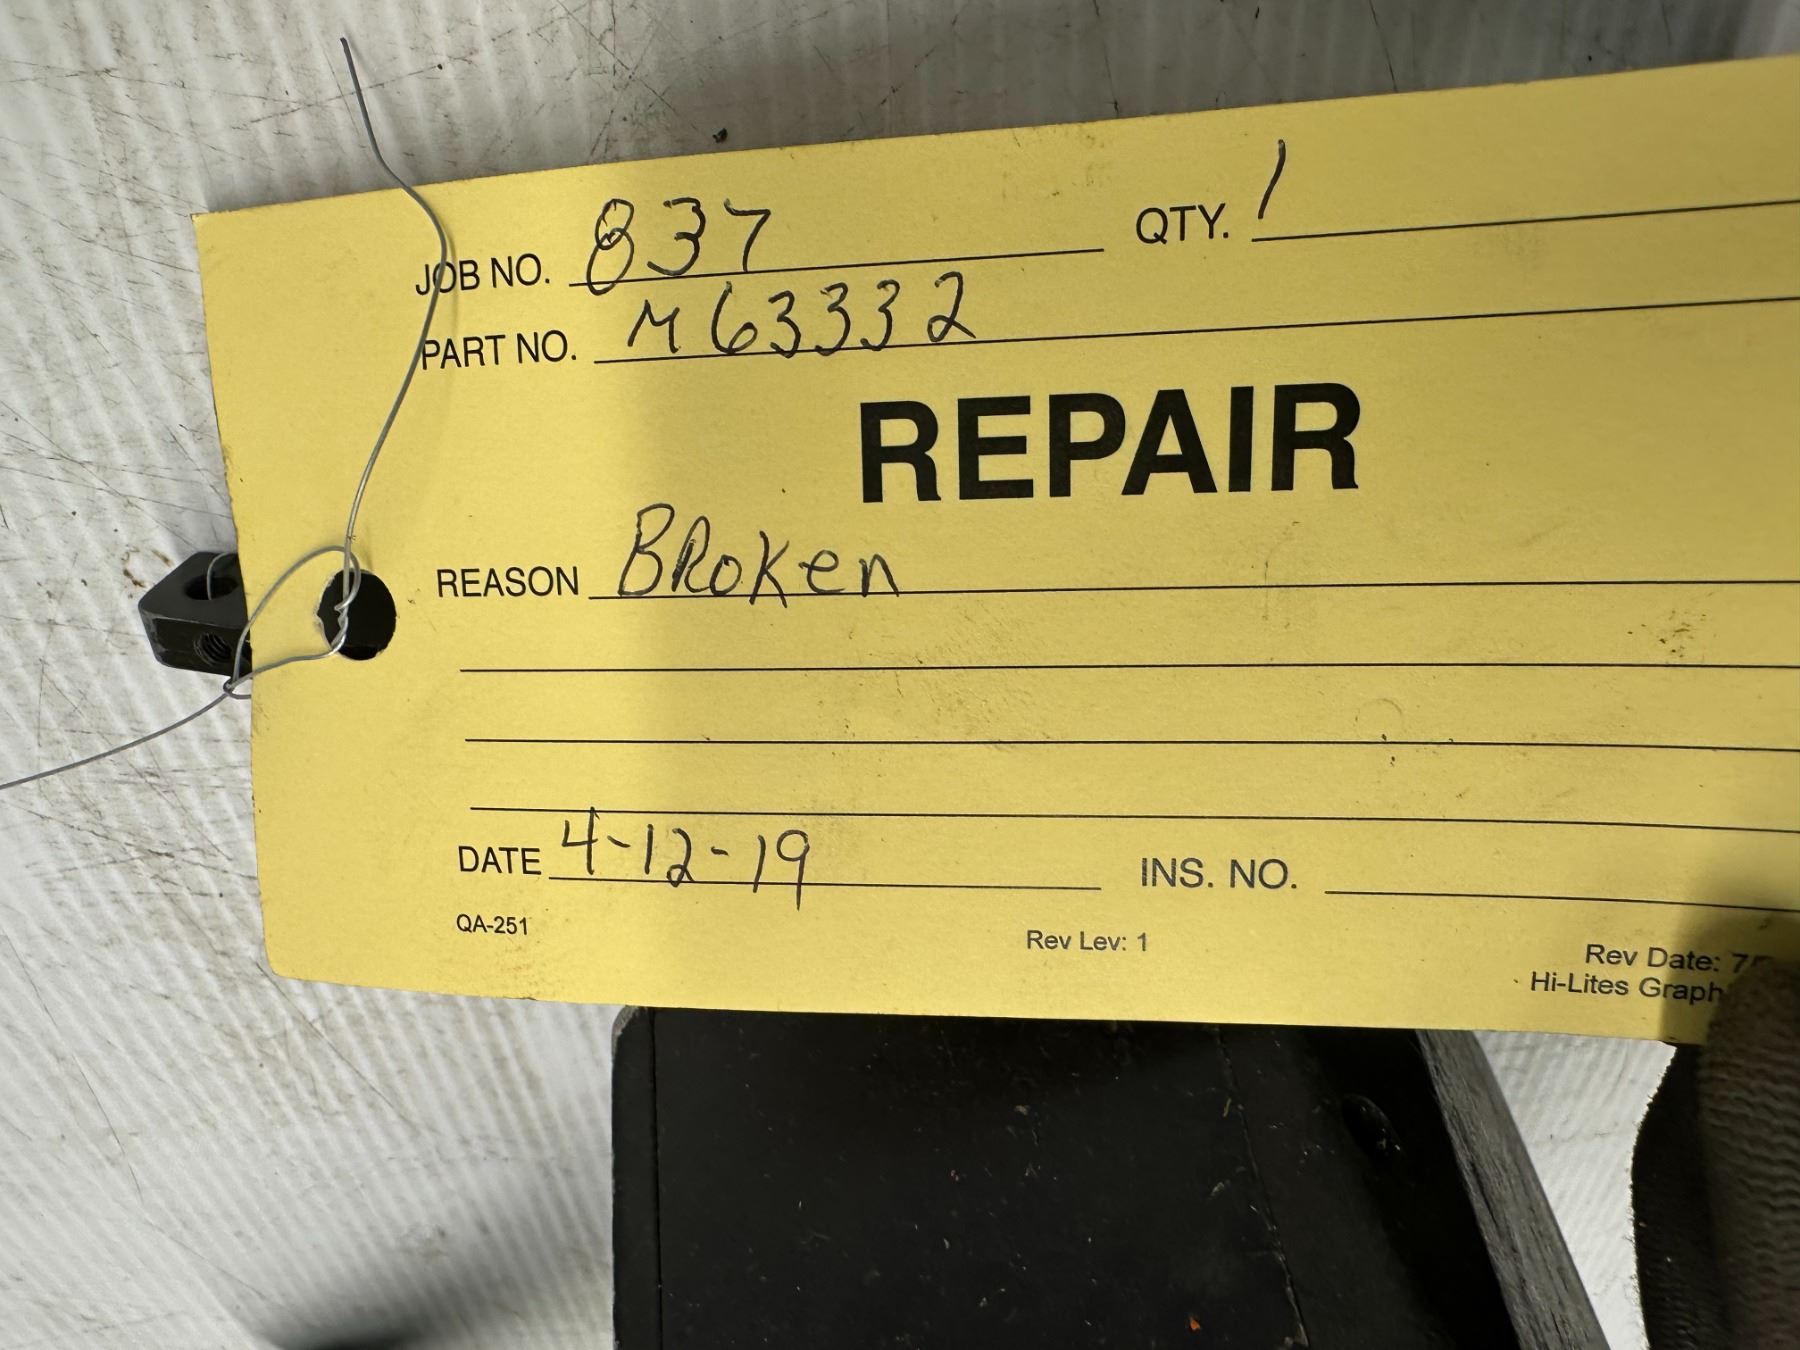 JOB NO. 837 QTY. 1
PART NO. M63332
REPAIR
REASON BRoken
DATE 4-12-19 INS. NO.
QA-251 Rev Lev: 1 Rev Date:
Hi-Lites Graph